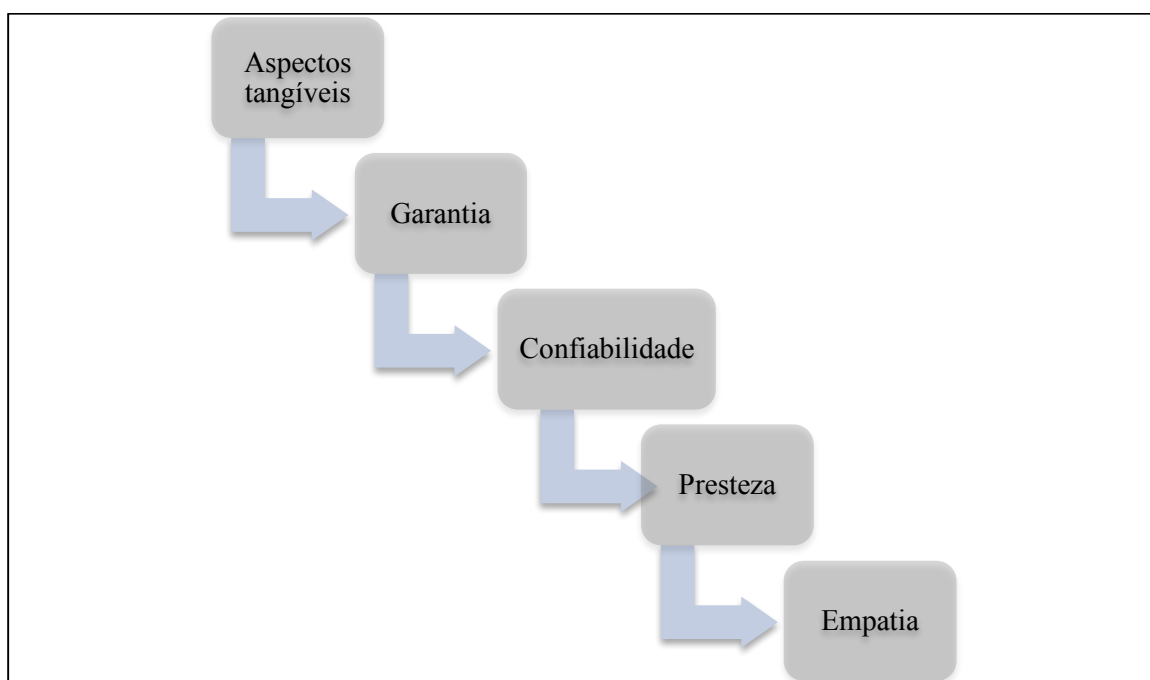 Aspectos
tangíveis
Garantia
Confiabilidade
Presteza
Empatia